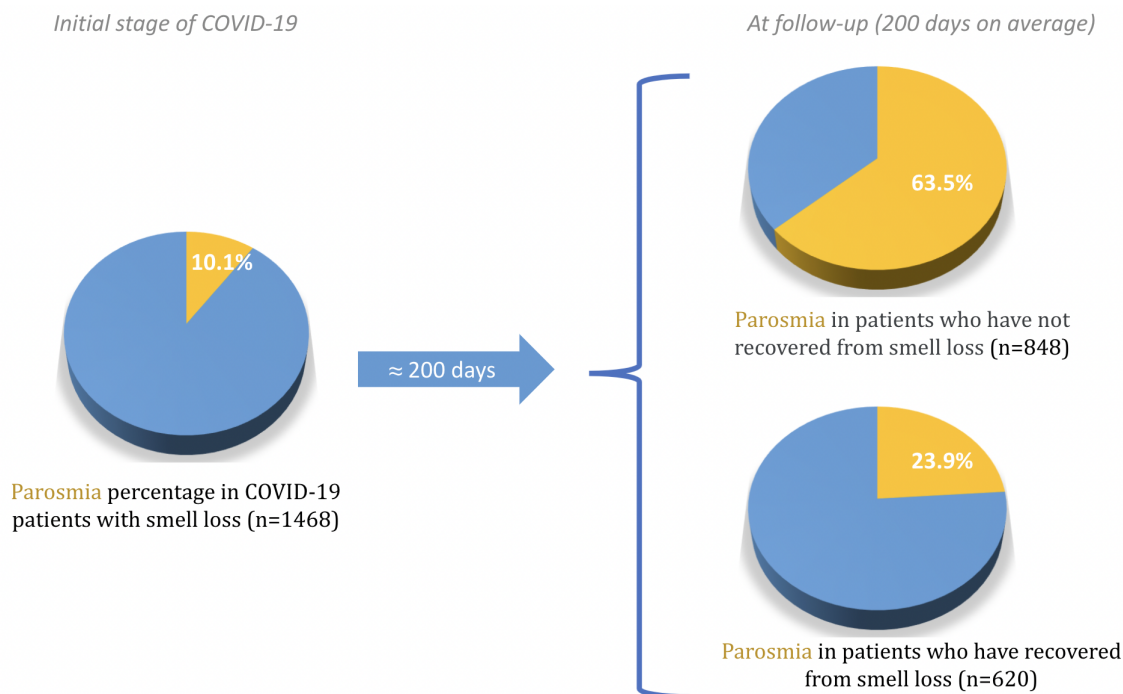 Initial stage of COVID-19
At follow-up (200 days on average)
10.1%
Parosmia percentage in COVID-19
patients with smell loss (n=1468)
≈ 200 days
63.5%
Parosmia in patients who have not
recovered from smell loss (n=848)
23.9%
Parosmia in patients who have recovered
from smell loss (n=620)